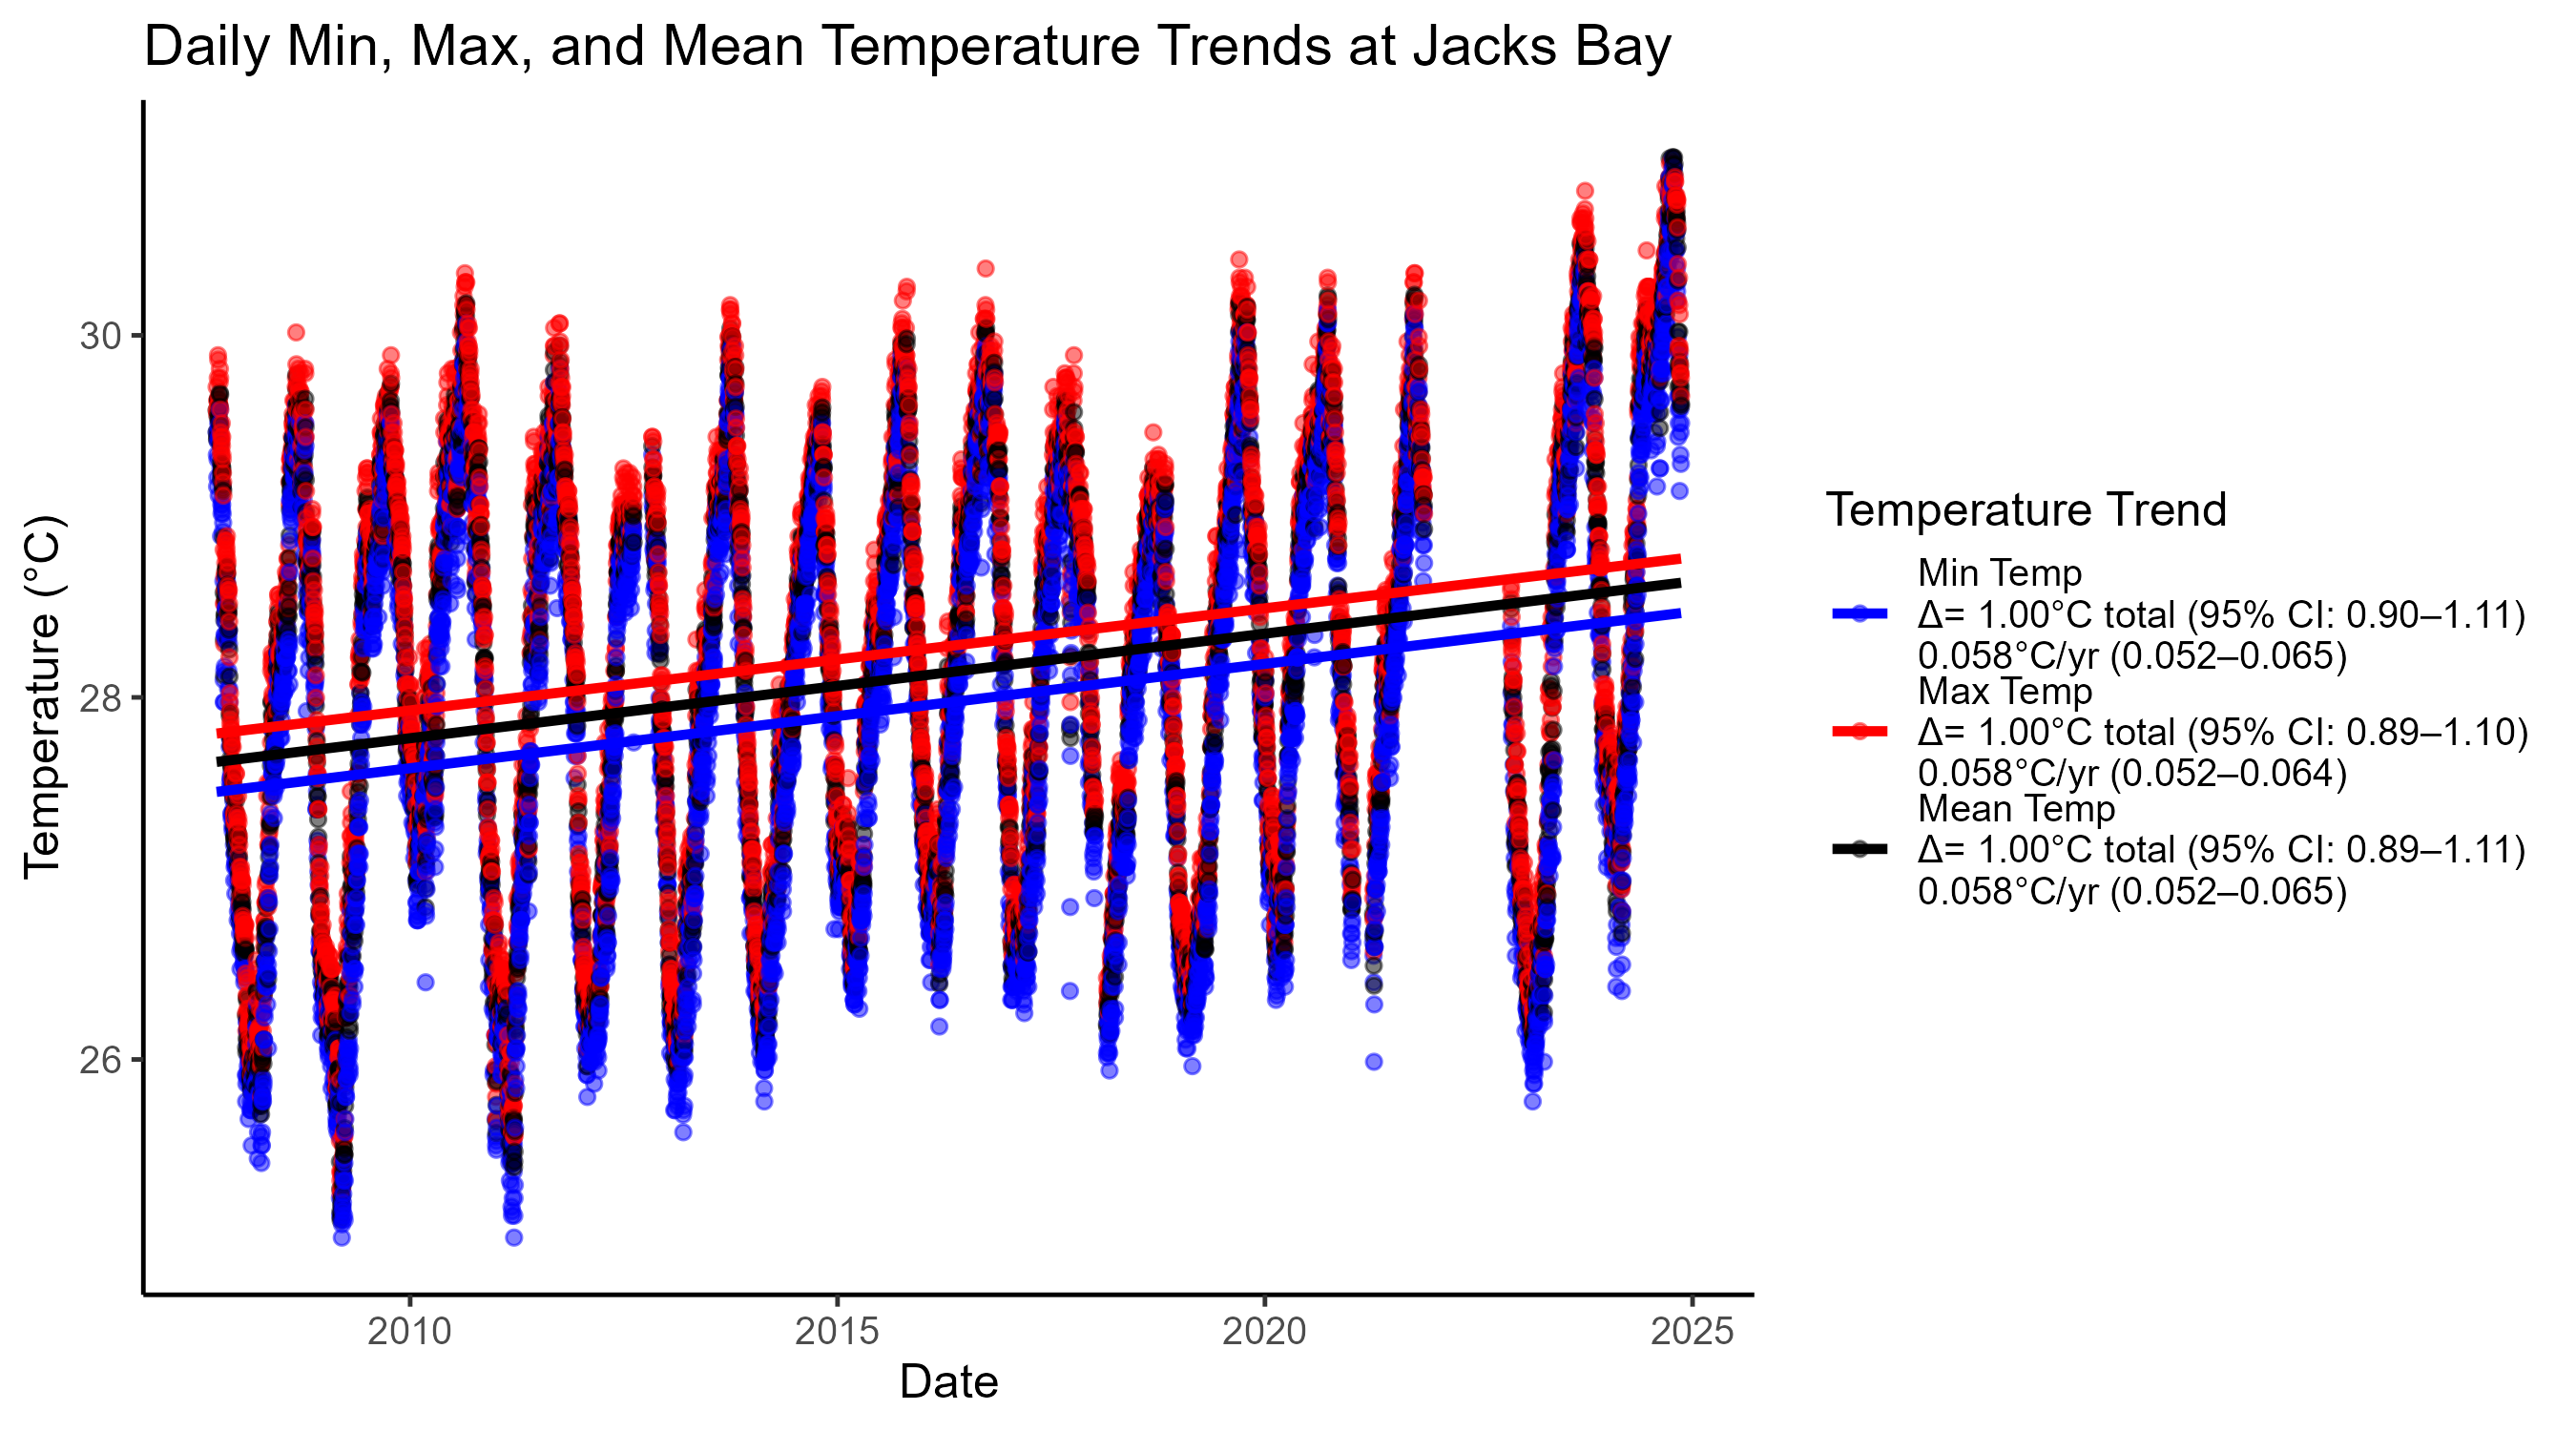 Daily Min, Max, and Mean Temperature Trends at Jacks Bay
Temperature (°C)
30
28
26
2010
2015
2020
2025
Date
Temperature Trend
Min Temp
Δ= 1.00°C total (95% CI: 0.90–1.11)
0.058°C/yr (0.052–0.065)
Max Temp
Δ= 1.00°C total (95% CI: 0.89–1.10)
0.058°C/yr (0.052–0.064)
Mean Temp
Δ= 1.00°C total (95% CI: 0.89–1.11)
0.058°C/yr (0.052–0.065)